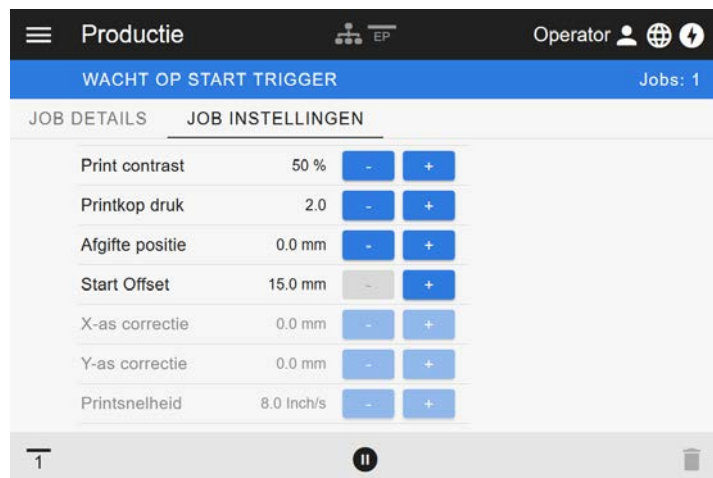 Productie EP Operator
WACHT OP START TRIGGER Jobs: 1
JOB DETAILS JOB INSTELLINGEN
Print contrast 50 % - +
Printkop druk 2.0 - +
Afgifte positie 0.0 mm - +
Start Offset 15.0 mm - +
X-as correctie 0.0 mm - +
Y-as correctie 0.0 mm - +
Printsnelheid 8.0 Inch/s - +
1